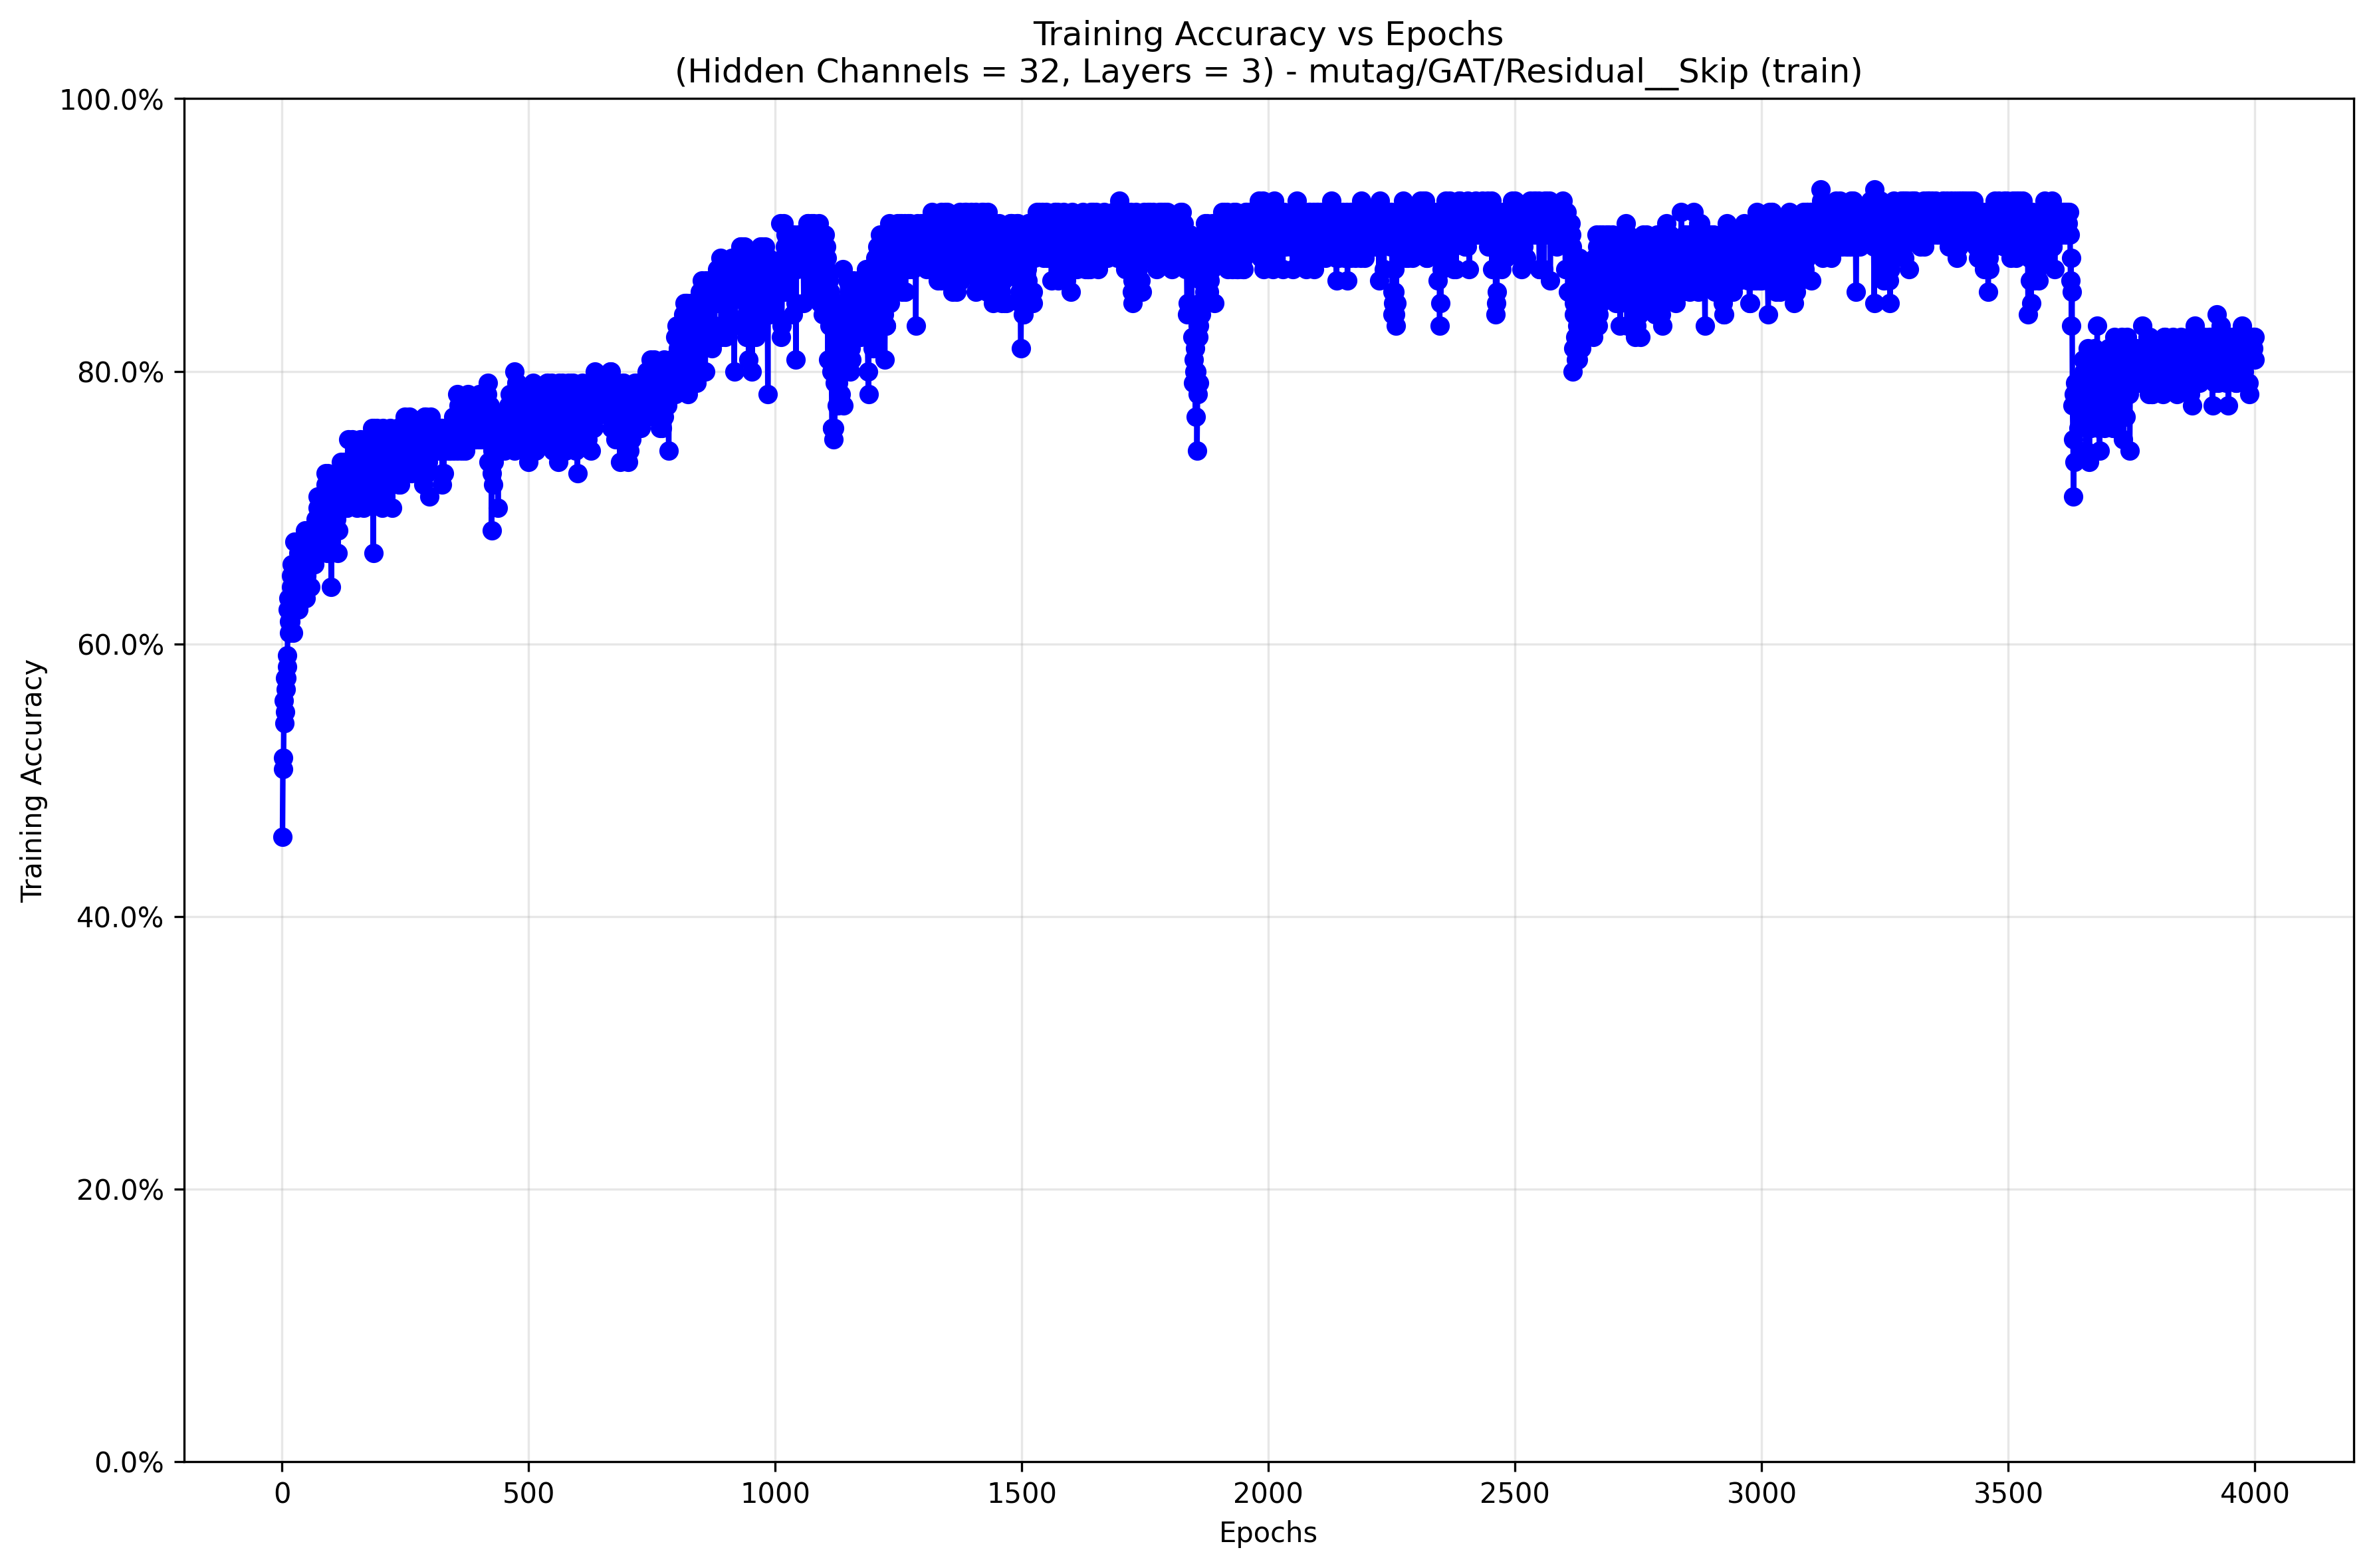 Training Accuracy vs Epochs
(Hidden Channels = 32, Layers = 3) - mutag/GAT/Residual__Skip (train)
100.0%
80.0%
60.0%
40.0%
20.0%
0.0%
Training Accuracy
0 500 1000 1500 2000 2500 3000 3500 4000
Epochs